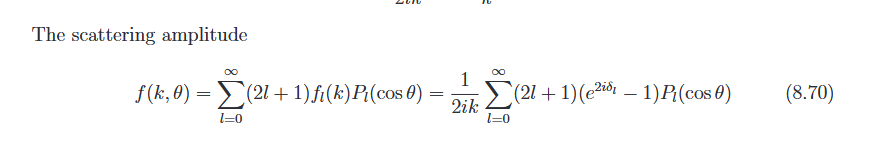 The scattering amplitude
f(k, θ) = ∑_{l=0}^{∞} (2l + 1) f_l(k) P_l(cos θ) = \frac{1}{2ik} ∑_{l=0}^{∞} (2l + 1)(e^{2iδ_l} − 1) P_l(cos θ) (8.70)